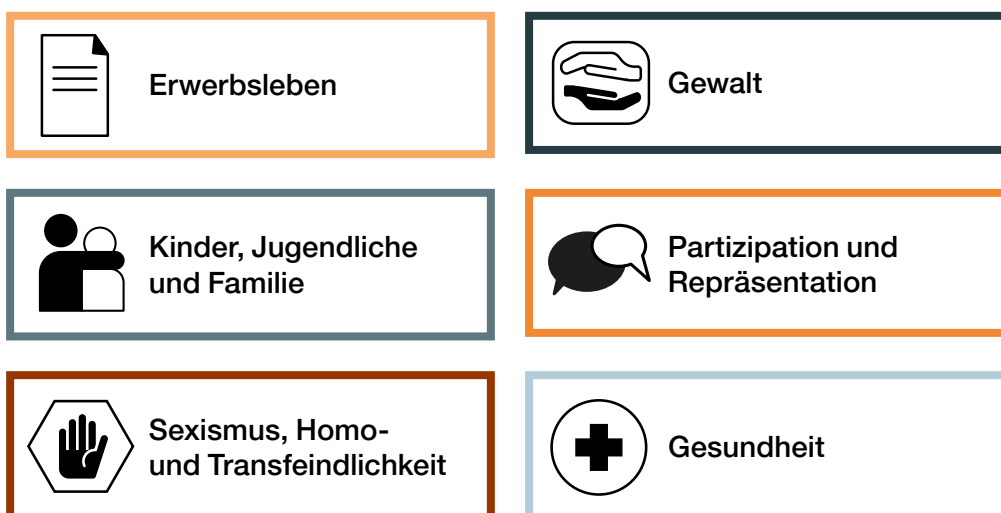 Erwerbsleben
Gewalt
Kinder, Jugendliche
und Familie
Partizipation und
Repräsentation
Sexismus, Homo-
und Transfeindlichkeit
Gesundheit